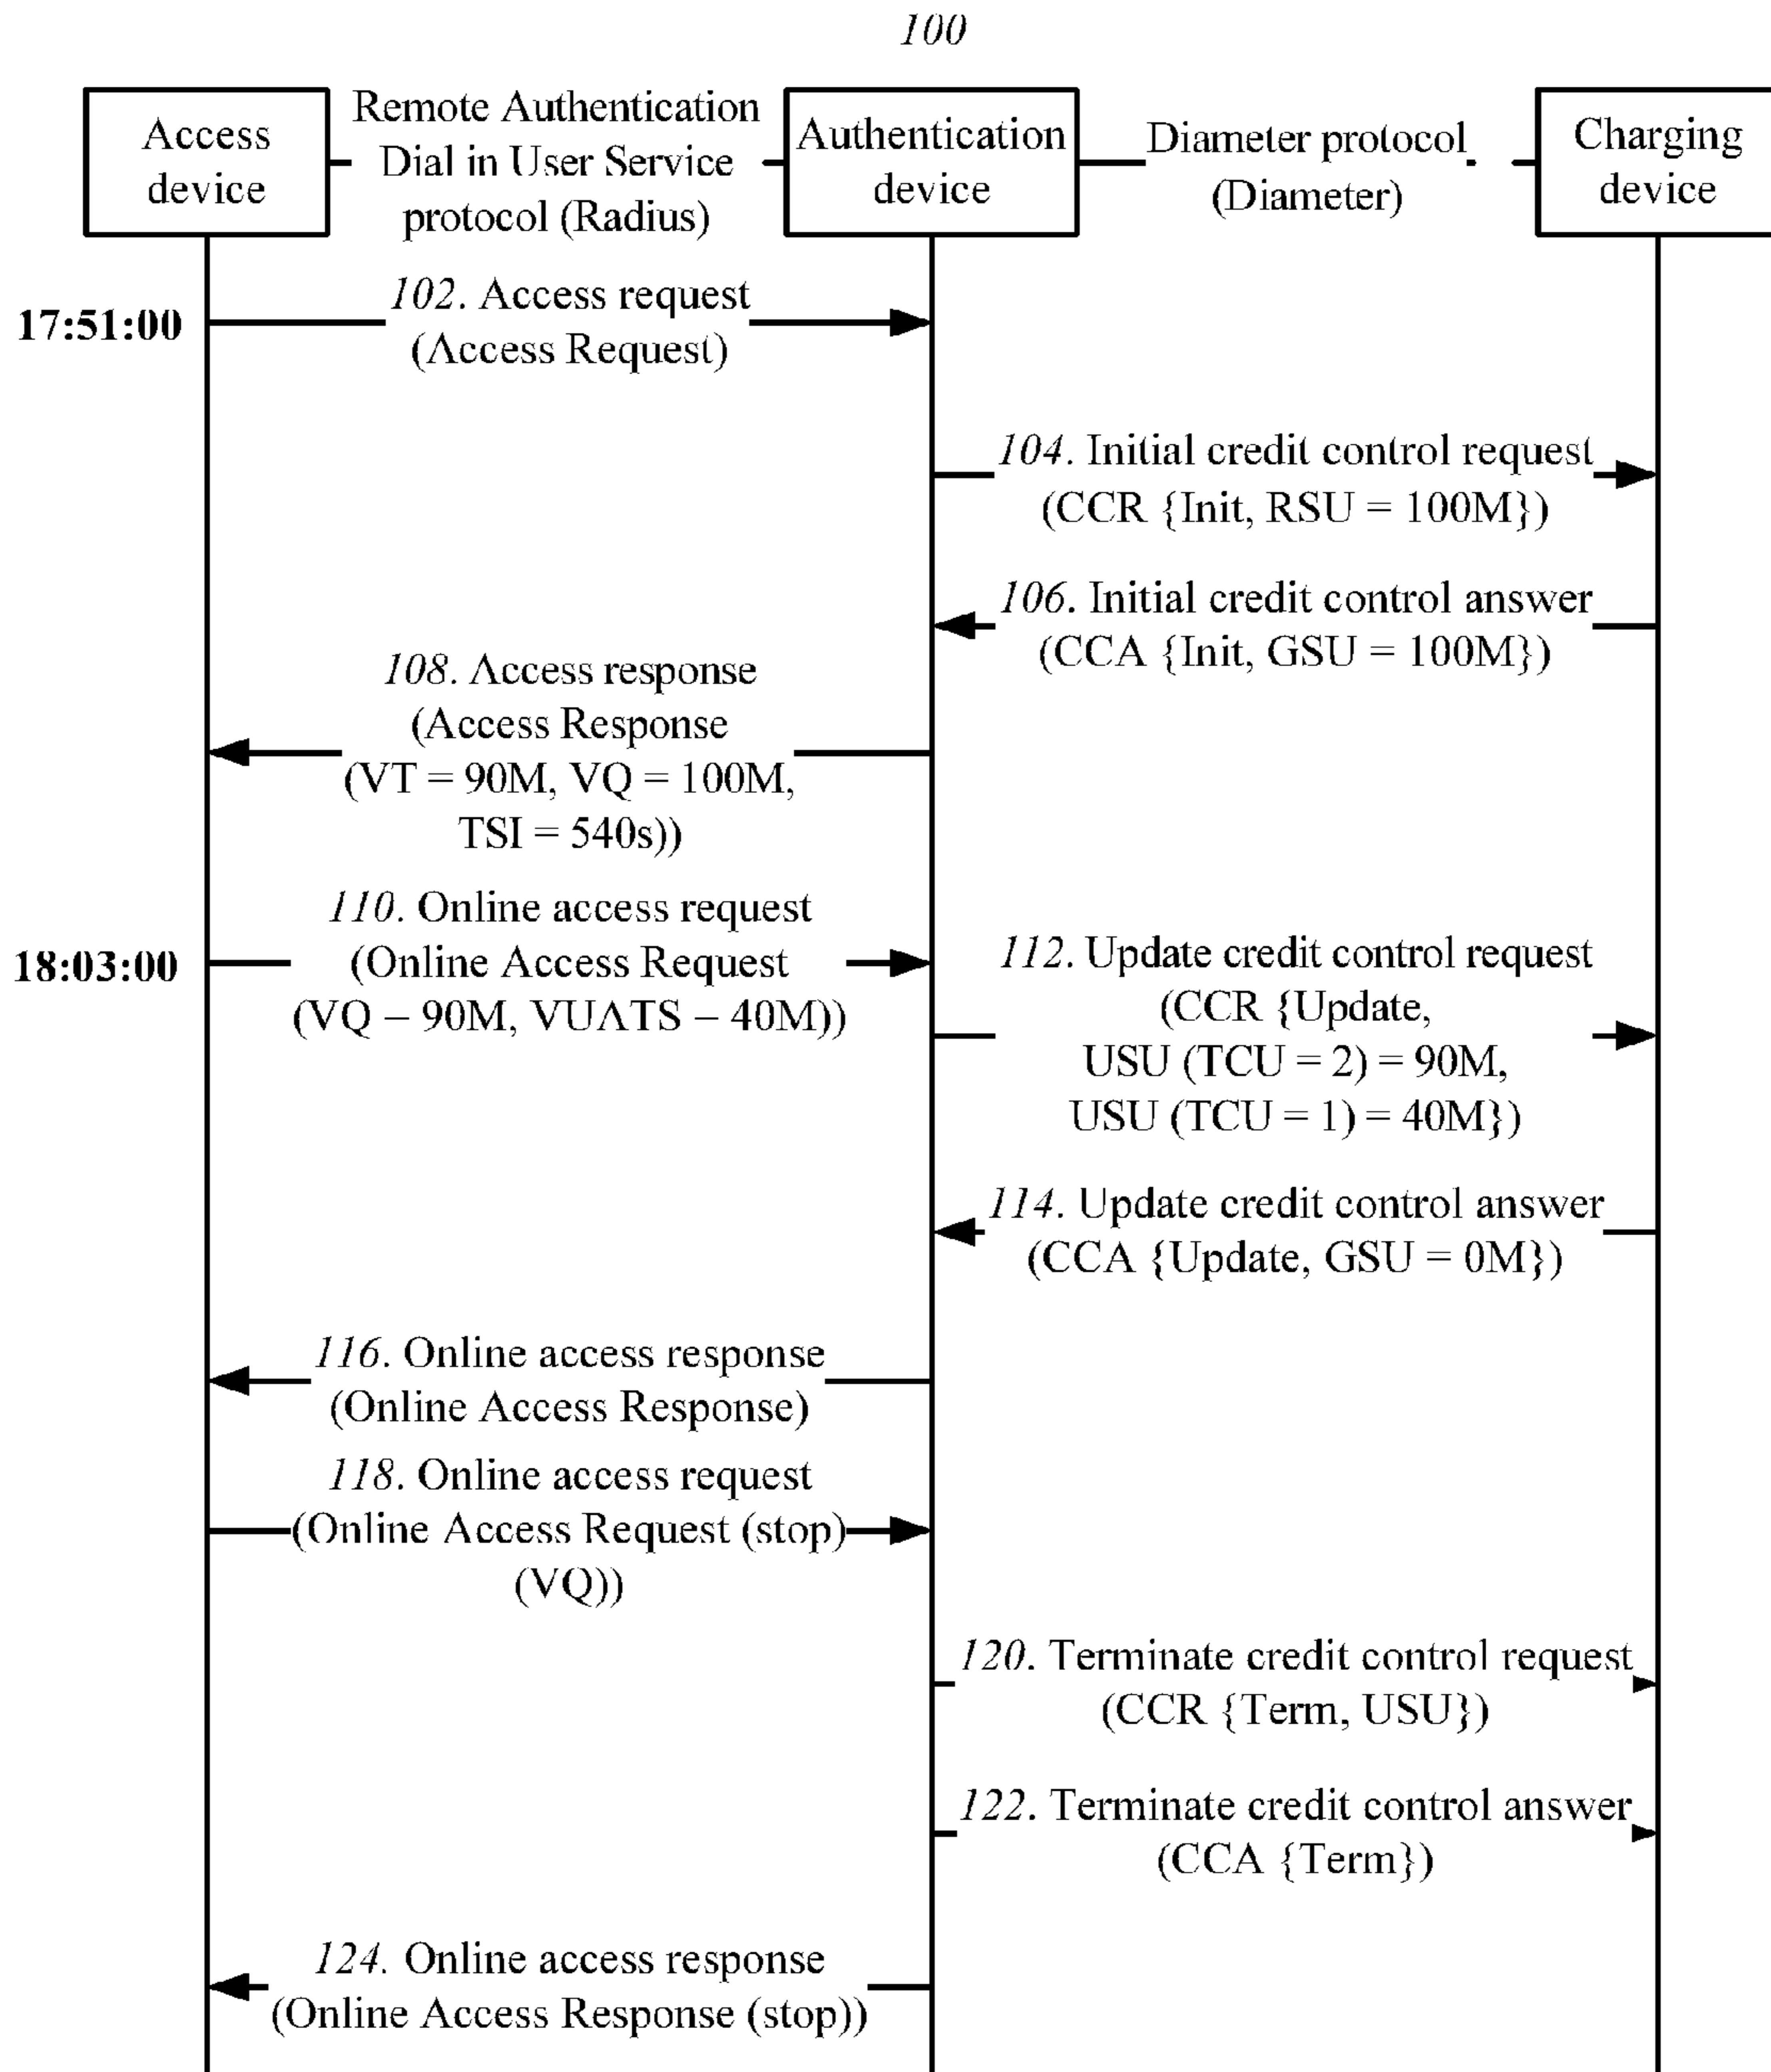 100
Access
device
Remote Authentication
Dial in User Service
protocol (Radius)
Authentication
device
Diameter protocol
(Diameter)
Charging
device
17:51:00
102. Access request
(Access Request)
104. Initial credit control request
(CCR {Init, RSU = 100M})
106. Initial credit control answer
(CCA {Init, GSU = 100M})
108. Access response
(Access Response
(VT = 90M, VQ = 100M,
TSI = 540s))
18:03:00
110. Online access request
(Online Access Request
(VQ – 90M, VUATS – 40M))
112. Update credit control request
(CCR {Update,
USU (TCU = 2) = 90M,
USU (TCU = 1) = 40M})
114. Update credit control answer
(CCA {Update, GSU = 0M})
116. Online access response
(Online Access Response)
118. Online access request
(Online Access Request (stop)
(VQ))
120. Terminate credit control request
(CCR {Term, USU})
122. Terminate credit control answer
(CCA {Term})
124. Online access response
(Online Access Response (stop))